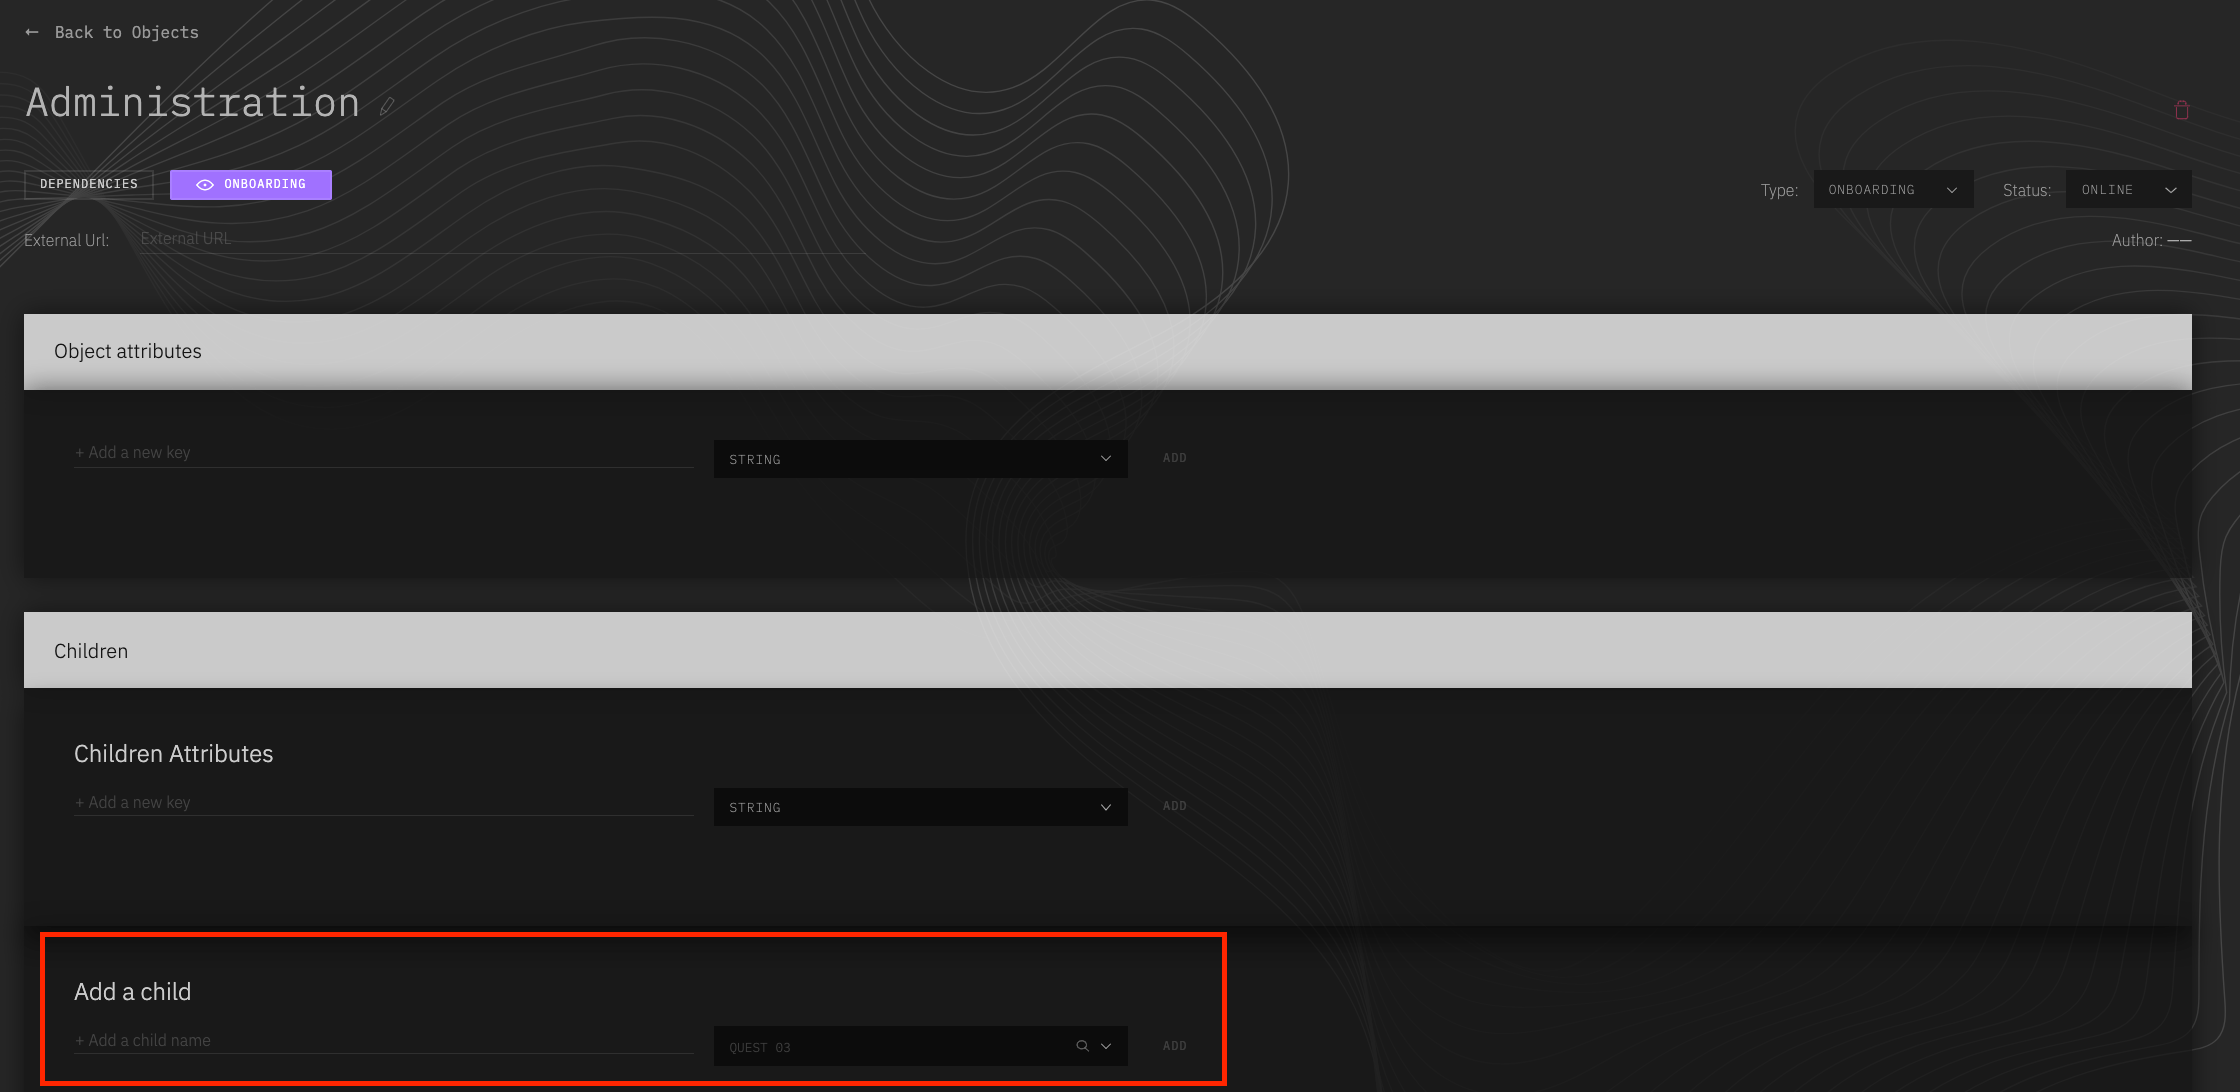 ← Back to Objects
Administration
DEPENDENCIES ONBOARDING Type: ONBOARDING Status: ONLINE
External Url: External URL Author: ——
Object attributes
+ Add a new key STRING ADD
Children
Children Attributes
+ Add a new key STRING ADD
Add a child
+ Add a child name QUEST 03 ADD